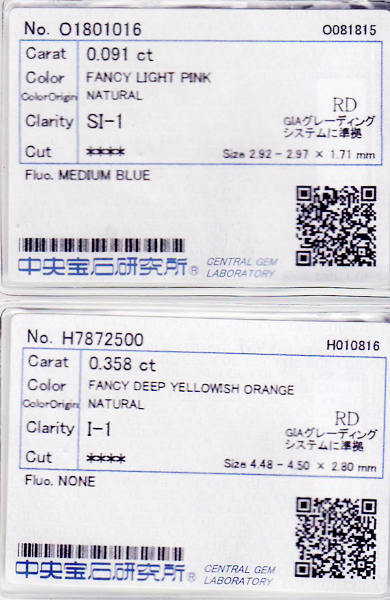 No. O1801016 O081815
Carat 0.091 ct
Color FANCY LIGHT PINK
ColorOrigin NATURAL
RD
Clarity SI-1
GIAグレーディング
システムに準拠
Cut ****
Size 2.92 - 2.97 × 1.71 mm
Fluo. MEDIUM BLUE
中央宝石研究所® CENTRAL GEM
LABORATORY
No. H7872500 H010816
Carat 0.358 ct
Color FANCY DEEP YELLOWISH ORANGE
ColorOrigin NATURAL
RD
Clarity I-1
GIAグレーディング
システムに準拠
Cut ****
Size 4.48 - 4.50 × 2.80 mm
Fluo. NONE
中央宝石研究所® CENTRAL GEM
LABORATORY